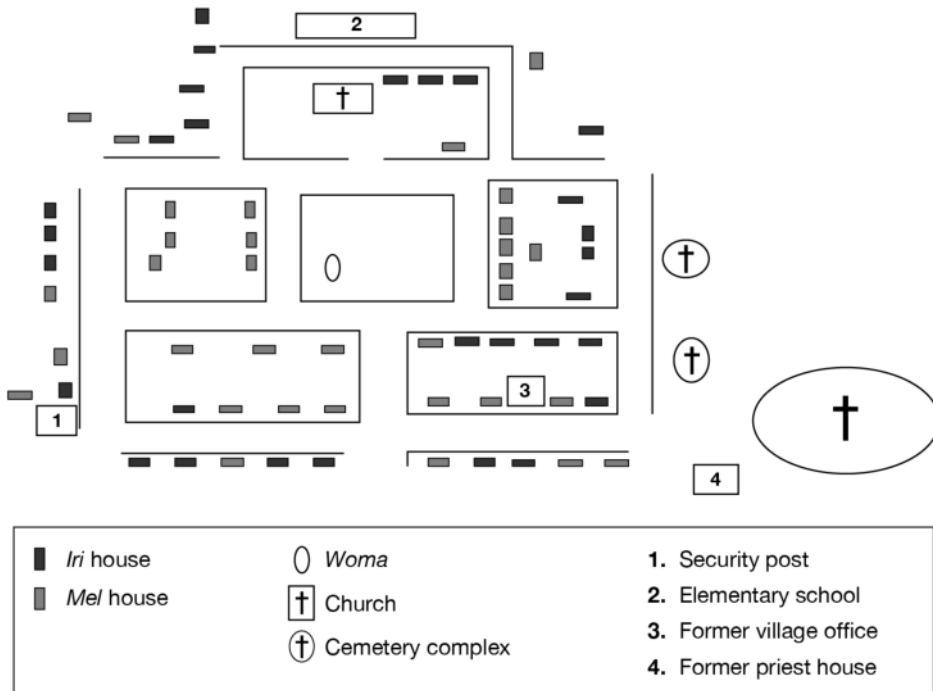 2
1
3
4
Iri house
Mel house
Woma
Church
Cemetery complex
1. Security post
2. Elementary school
3. Former village office
4. Former priest house